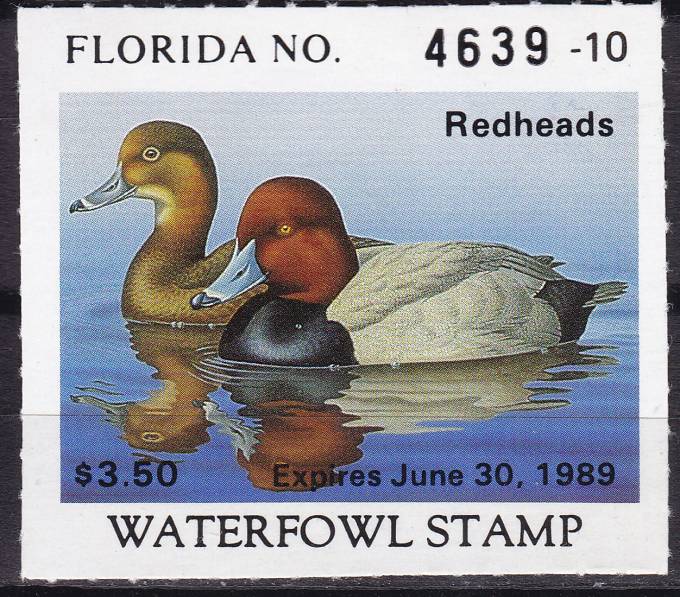 FLORIDA NO. 4639 -10
Redheads
$3.50 Expires June 30, 1989
WATERFOWL STAMP